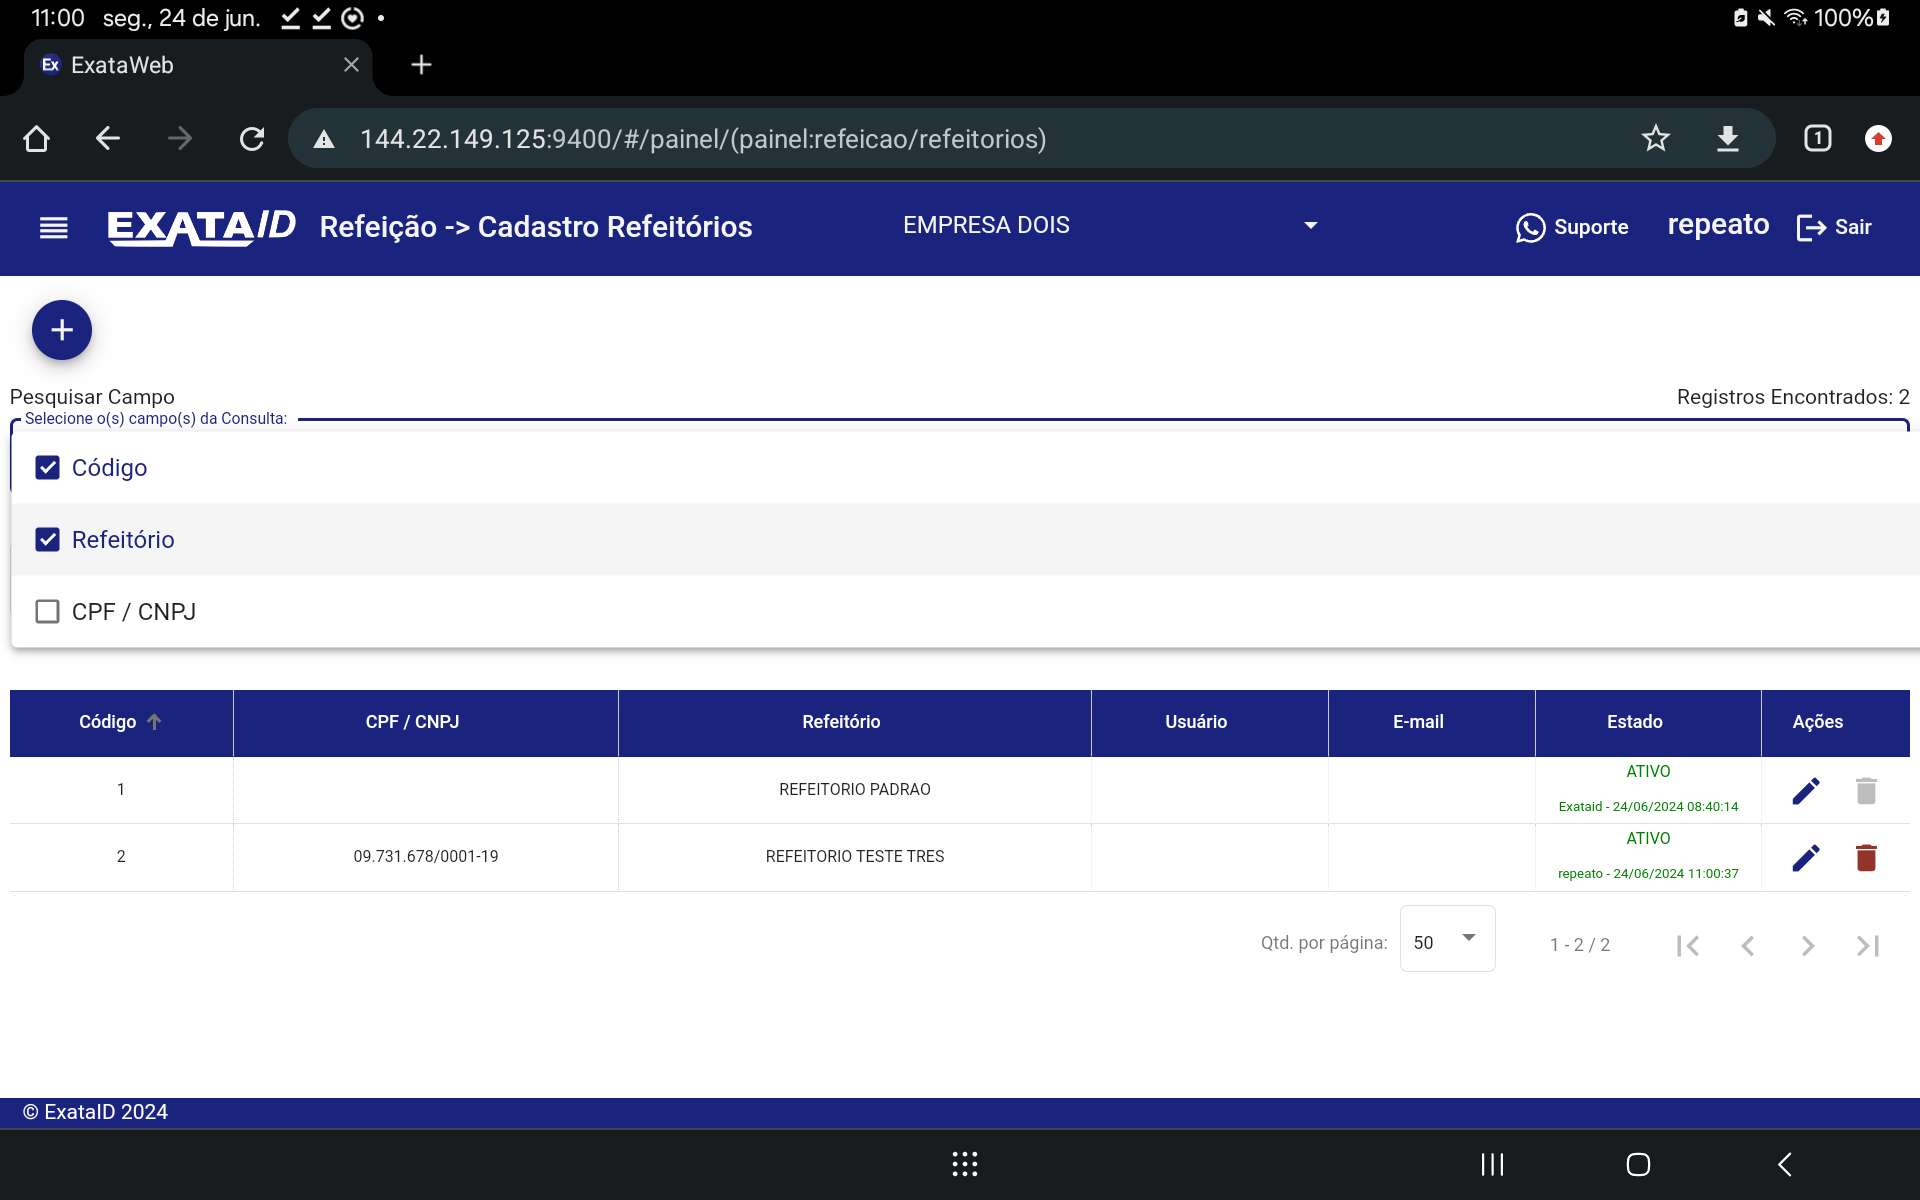 11:00 seg., 24 de jun. 100%
Ex ExataWeb
144.22.149.125:9400/#/painel/(painel:refeicao/refeitorios) 1
EXATAID Refeição -> Cadastro Refeitórios EMPRESA DOIS Suporte repeato Sair
Pesquisar Campo Registros Encontrados: 2
Selecione o(s) campo(s) da Consulta:
Código
Refeitório
CPF / CNPJ
Código CPF / CNPJ Refeitório Usuário E-mail Estado Ações
1 REFEITORIO PADRAO ATIVO
Exataid - 24/06/2024 08:40:14
2 09.731.678/0001-19 REFEITORIO TESTE TRES ATIVO
repeato - 24/06/2024 11:00:37
Qtd. por página: 50 1 - 2 / 2
© ExataID 2024